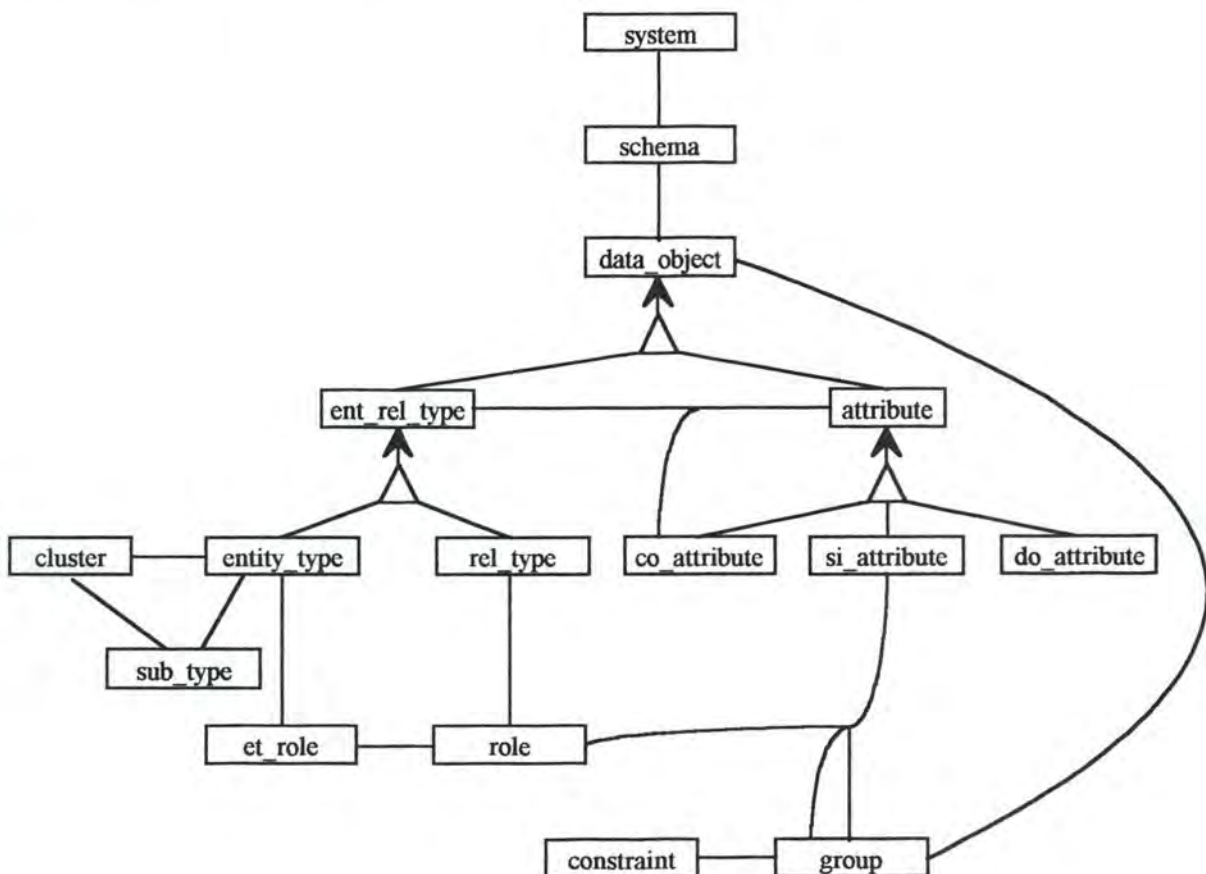 system
schema
data_object
ent_rel_type
attribute
cluster
entity_type
rel_type
co_attribute
si_attribute
do_attribute
sub_type
et_role
role
constraint
group